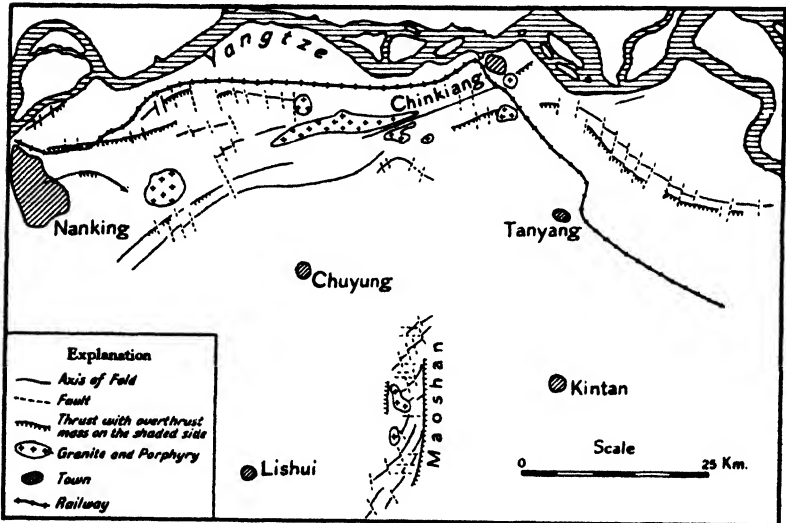 Yangtze
Chinkiang
Nanking
Tanyang
Chuyung
Maoshan
Kintan
Lishui
Explanation
Axis of Fold
Fault
Thrust with overthrust
mass on the shaded side
Granite and Porphyry
Town
Railway
Scale
0 25 Km.